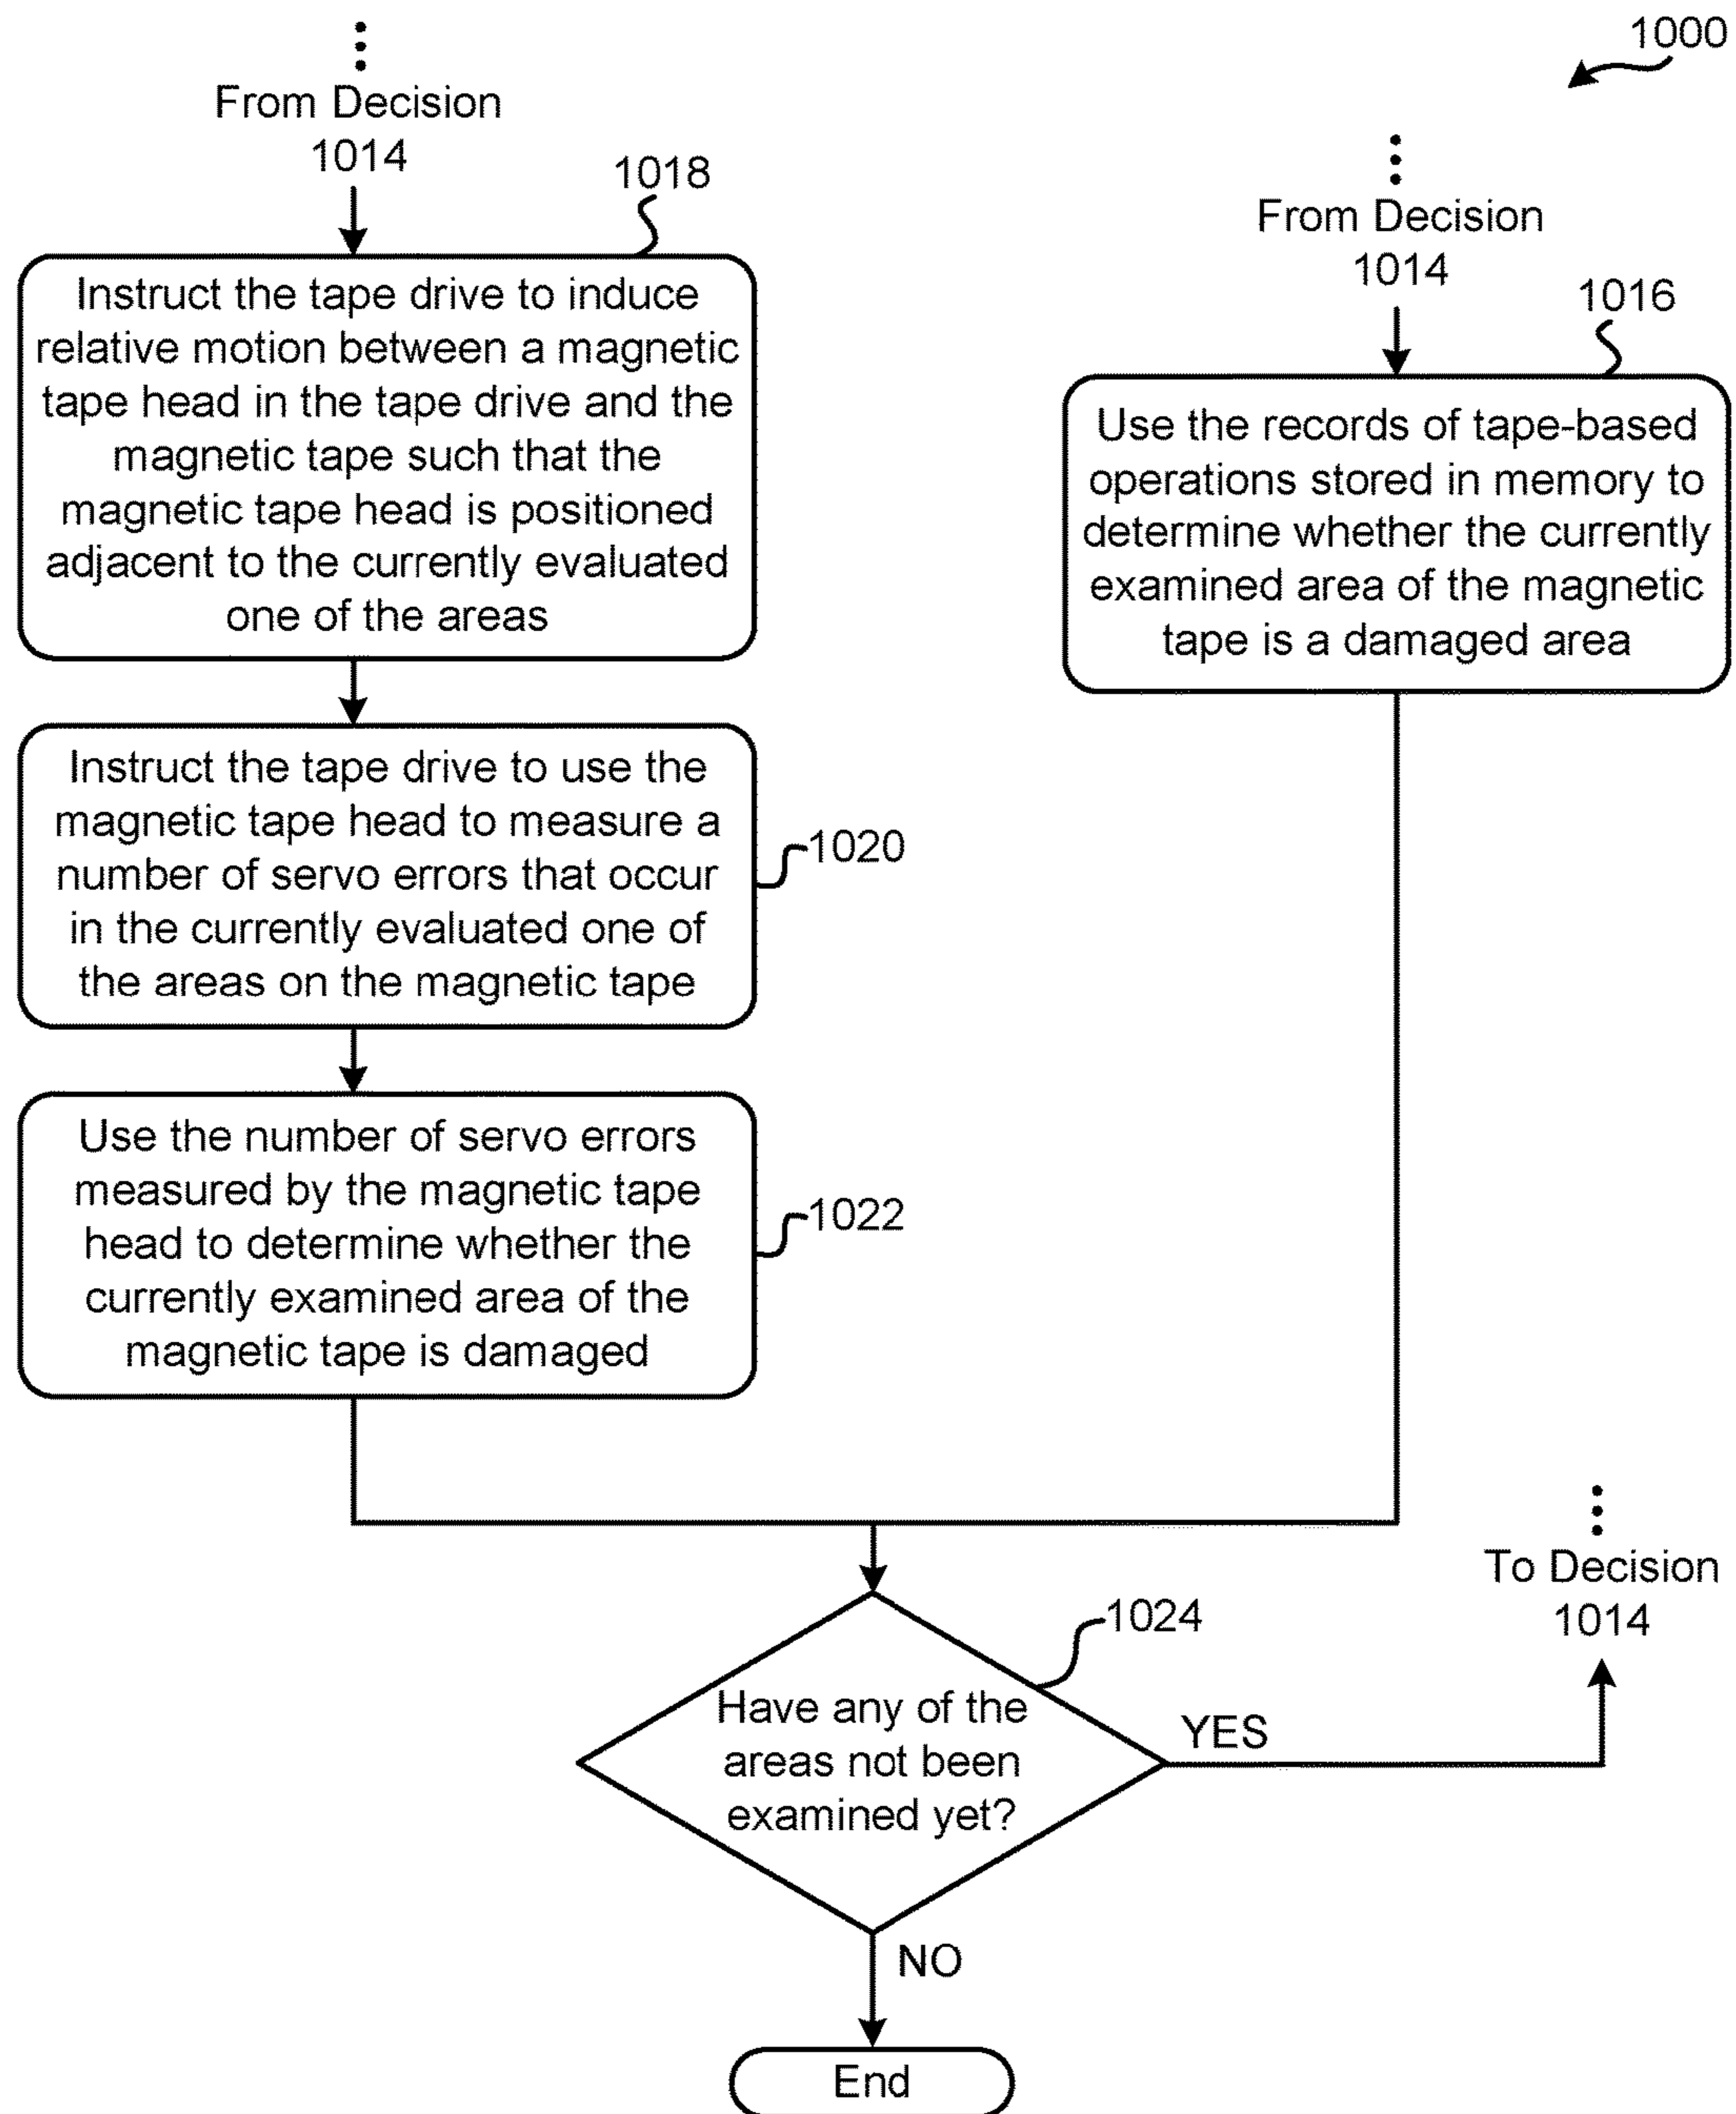 1000
From Decision
1014
1018
Instruct the tape drive to induce
relative motion between a magnetic
tape head in the tape drive and the
magnetic tape such that the
magnetic tape head is positioned
adjacent to the currently evaluated
one of the areas
From Decision
1014
1016
Use the records of tape-based
operations stored in memory to
determine whether the currently
examined area of the magnetic
tape is a damaged area
Instruct the tape drive to use the
magnetic tape head to measure a
number of servo errors that occur
in the currently evaluated one of
the areas on the magnetic tape
1020
Use the number of servo errors
measured by the magnetic tape
head to determine whether the
currently examined area of the
magnetic tape is damaged
1022
To Decision
1014
1024
Have any of the
areas not been
examined yet?
YES
NO
End